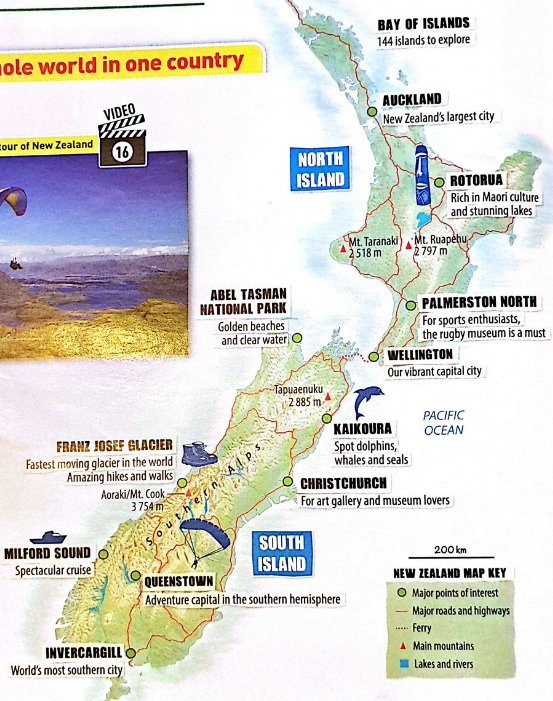 BAY OF ISLANDS
144 islands to explore
ole world in one country
AUCKLAND
New Zealand's largest city
VIDEO
16
tour of New Zealand
NORTH
ISLAND
ROTORUA
Rich in Maori culture
and stunning lakes
Mt. Taranaki
2 518 m
Mt. Ruapehu
2 797 m
ABEL TASMAN
NATIONAL PARK
Golden beaches
and clear water
PALMERSTON NORTH
For sports enthusiasts,
the rugby museum is a must
WELLINGTON
Our vibrant capital city
Tapuaenuku
2 885 m
PACIFIC
OCEAN
KAIKOURA
Spot dolphins,
whales and seals
FRANZ JOSEF GLACIER
Fastest moving glacier in the world
Amazing hikes and walks
Aoraki/Mt. Cook
3 754 m
Southern Alps
CHRISTCHURCH
For art gallery and museum lovers
MILFORD SOUND
Spectacular cruise
SOUTH
ISLAND
QUEENSTOWN
Adventure capital in the southern hemisphere
INVERCARGILL
World's most southern city
200 km
NEW ZEALAND MAP KEY
Major points of interest
Major roads and highways
Ferry
Main mountains
Lakes and rivers